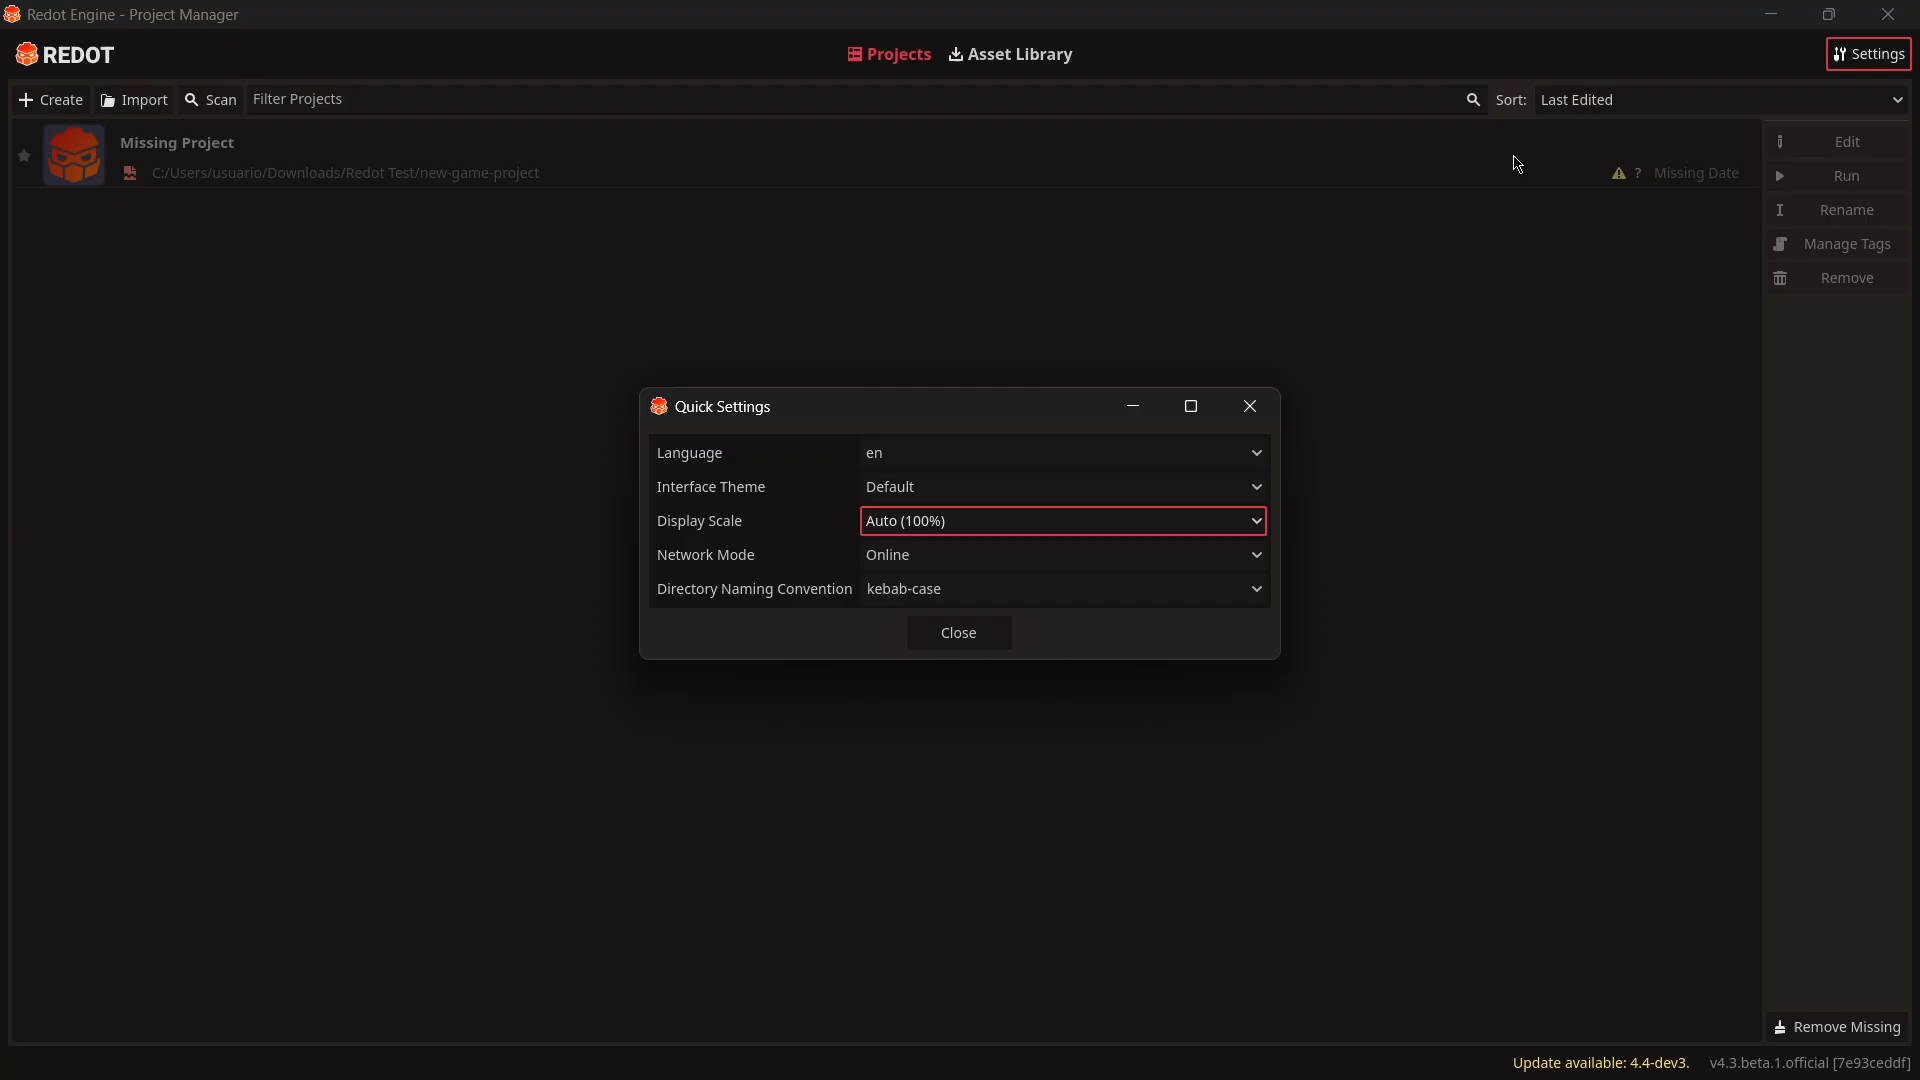 Redot Engine - Project Manager
REDOT
Projects
Asset Library
Settings
Create
Import
Scan
Filter Projects
Sort:
Last Edited
Missing Project
C:/Users/usuario/Downloads/Redot Test/new-game-project
? Missing Date
Edit
Run
Rename
Manage Tags
Remove
Quick Settings
Language
en
Interface Theme
Default
Display Scale
Auto (100%)
Network Mode
Online
Directory Naming Convention
kebab-case
Close
Remove Missing
Update available: 4.4-dev3.
v4.3.beta.1.official [7e93ceddf]